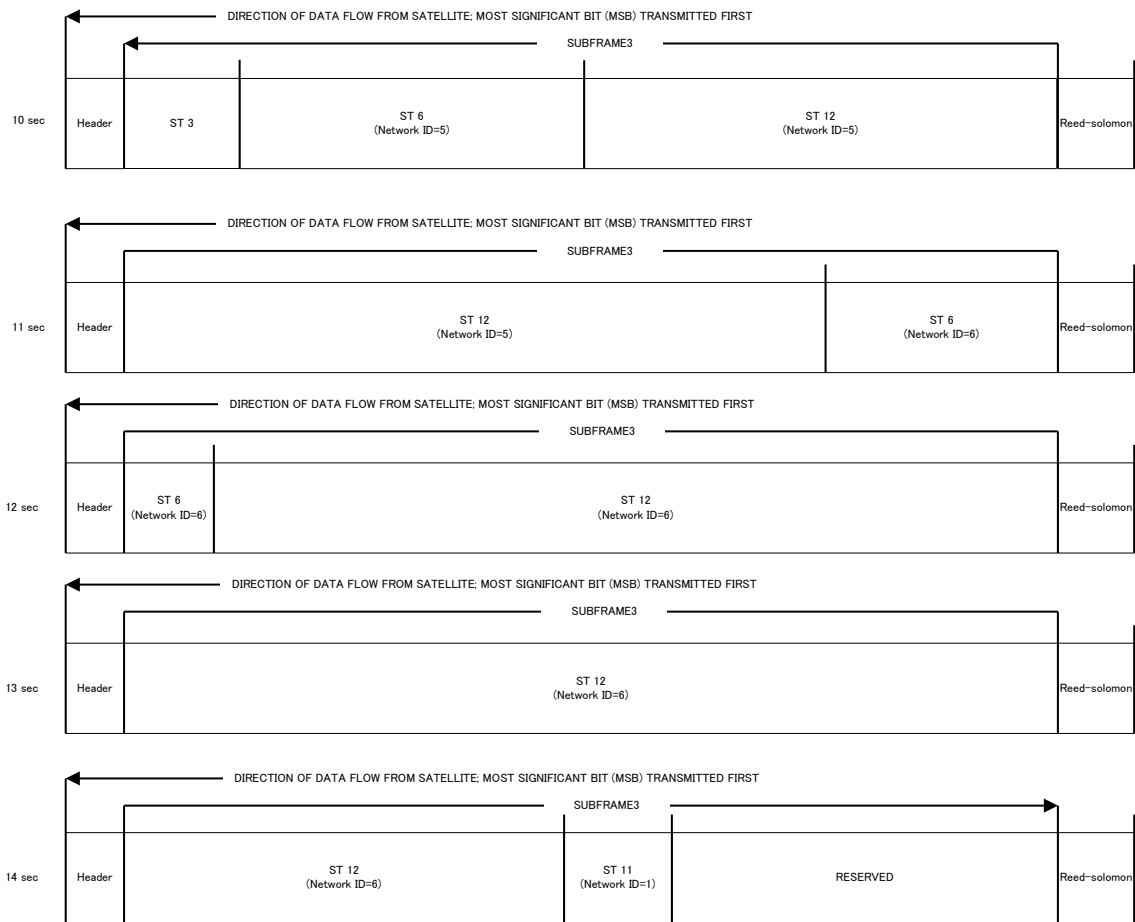 DIRECTION OF DATA FLOW FROM SATELLITE; MOST SIGNIFICANT BIT (MSB) TRANSMITTED FIRST
SUBFRAME3
10 sec
Header
ST 3
ST 6
(Network ID=5)
ST 12
(Network ID=5)
Reed-solomon
DIRECTION OF DATA FLOW FROM SATELLITE; MOST SIGNIFICANT BIT (MSB) TRANSMITTED FIRST
SUBFRAME3
11 sec
Header
ST 12
(Network ID=5)
ST 6
(Network ID=6)
Reed-solomon
DIRECTION OF DATA FLOW FROM SATELLITE; MOST SIGNIFICANT BIT (MSB) TRANSMITTED FIRST
SUBFRAME3
12 sec
Header
ST 6
(Network ID=6)
ST 12
(Network ID=6)
Reed-solomon
DIRECTION OF DATA FLOW FROM SATELLITE; MOST SIGNIFICANT BIT (MSB) TRANSMITTED FIRST
SUBFRAME3
13 sec
Header
ST 12
(Network ID=6)
Reed-solomon
DIRECTION OF DATA FLOW FROM SATELLITE; MOST SIGNIFICANT BIT (MSB) TRANSMITTED FIRST
SUBFRAME3
14 sec
Header
ST 12
(Network ID=6)
ST 11
(Network ID=1)
RESERVED
Reed-solomon